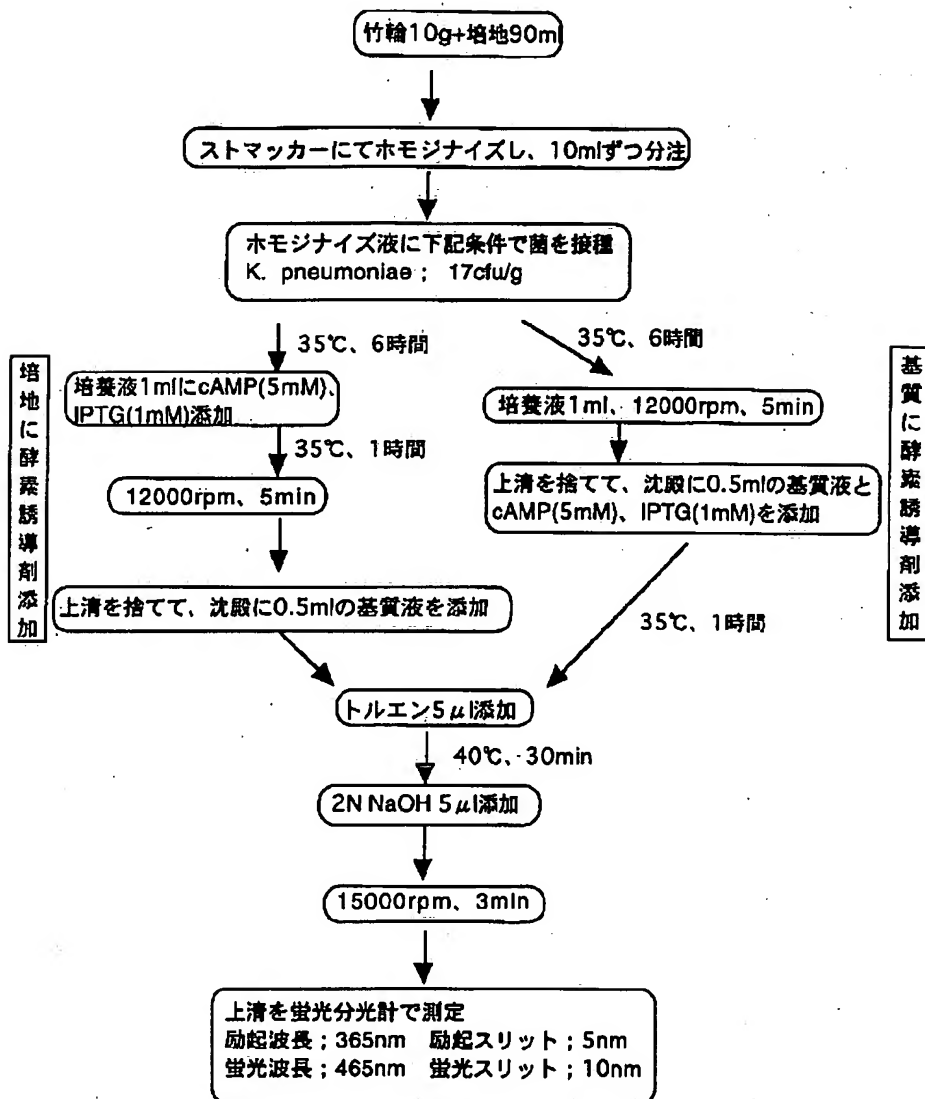 竹輪10g+培地90ml
ストマッカーにてホモジナイズし、10mlずつ分注
ホモジナイズ液に下記条件で菌を接種
K. pneumoniae ; 17cfu/g
35℃、6時間
35℃、6時間
培地に酵素誘導剤添加
培養液1mlにcAMP(5mM)、
IPTG(1mM)添加
35℃、1時間
12000rpm、5min
上清を捨てて、沈殿に0.5mlの基質液を添加
培養液1ml、12000rpm、5min
上清を捨てて、沈殿に0.5mlの基質液と
cAMP(5mM)、IPTG(1mM)を添加
35℃、1時間
基質に酵素誘導剤添加
トルエン5μl添加
40℃、30min
2N NaOH 5μl添加
15000rpm、3min
上清を蛍光分光計で測定
励起波長；365nm 励起スリット；5nm
蛍光波長；465nm 蛍光スリット；10nm